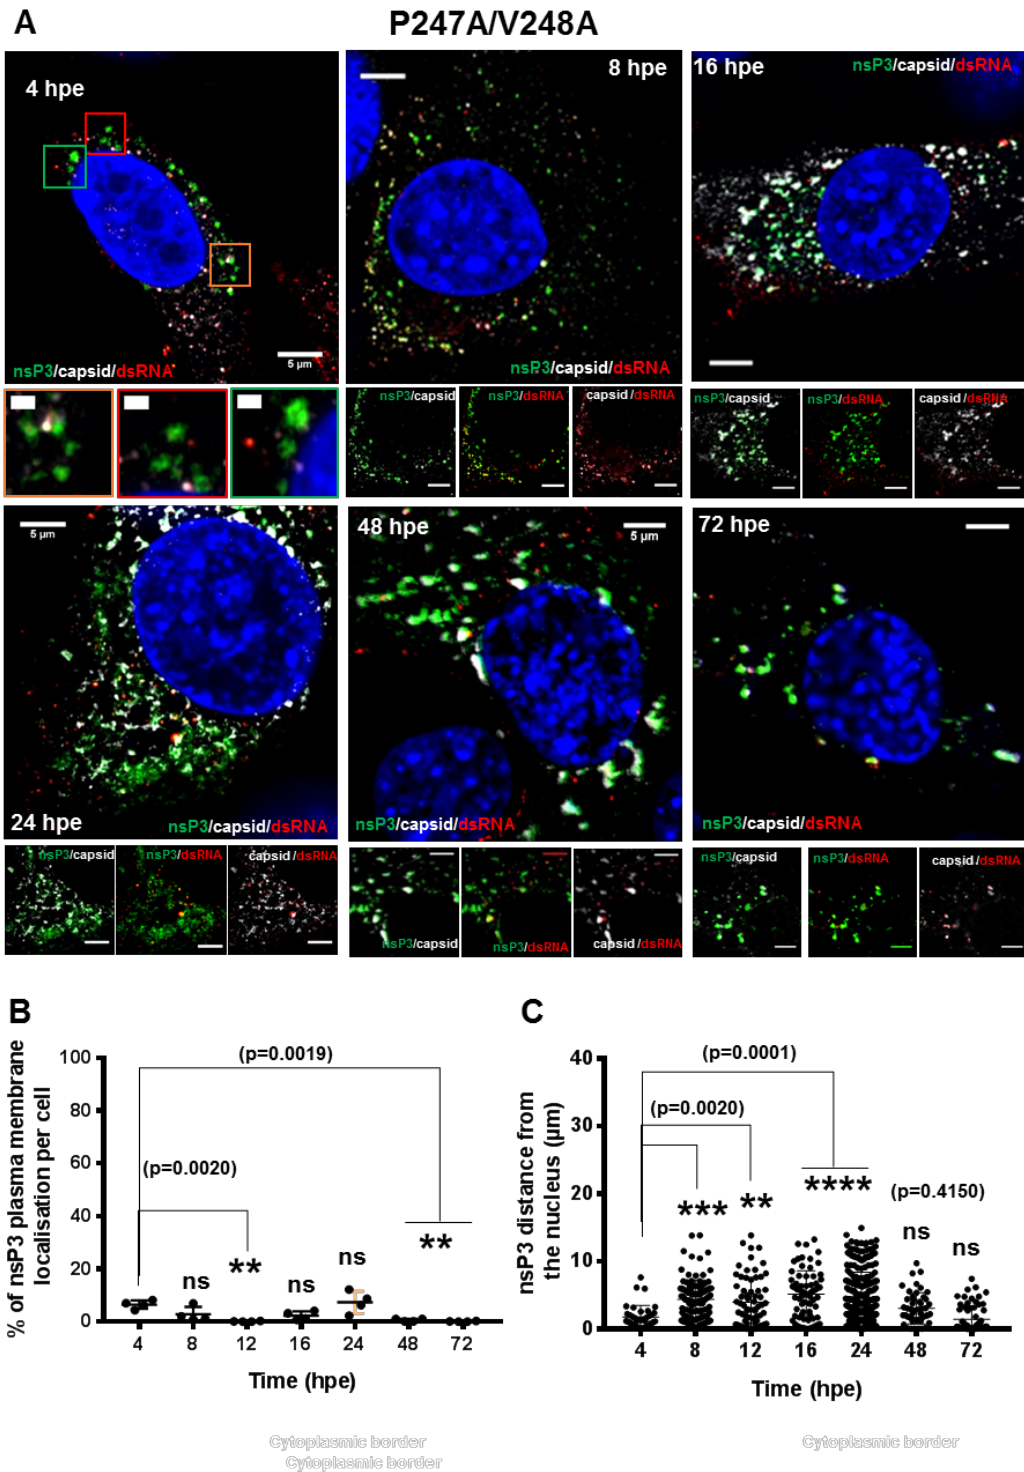 A
P247A/V248A
4 hpe
5 µm
nsP3/capsid/dsRNA
8 hpe
nsP3/capsid/dsRNA
nsP3/capsid
nsP3/dsRNA
capsid/dsRNA
16 hpe
nsP3/capsid/dsRNA
nsP3/capsid
nsP3/dsRNA
capsid/dsRNA
5 µm
24 hpe
nsP3/capsid/dsRNA
nsP3/capsid
nsP3/dsRNA
capsid/dsRNA
48 hpe
5 µm
nsP3/capsid/dsRNA
nsP3/capsid
nsP3/dsRNA
capsid/dsRNA
72 hpe
nsP3/capsid/dsRNA
nsP3/capsid
nsP3/dsRNA
capsid/dsRNA
B
% of nsP3 plasma membrane
localisation per cell
100
80
60
40
20
0
(p=0.0019)
(p=0.0020)
ns
**
ns
ns
**
4 8 12 16 24 48 72
Time (hpe)
C
nsP3 distance from
the nucleus (µm)
40
30
20
10
0
(p=0.0001)
(p=0.0020)
***
**
****
(p=0.4150)
ns
ns
4 8 12 16 24 48 72
Time (hpe)
Cytoplasmic border
Cytoplasmic border
Cytoplasmic border